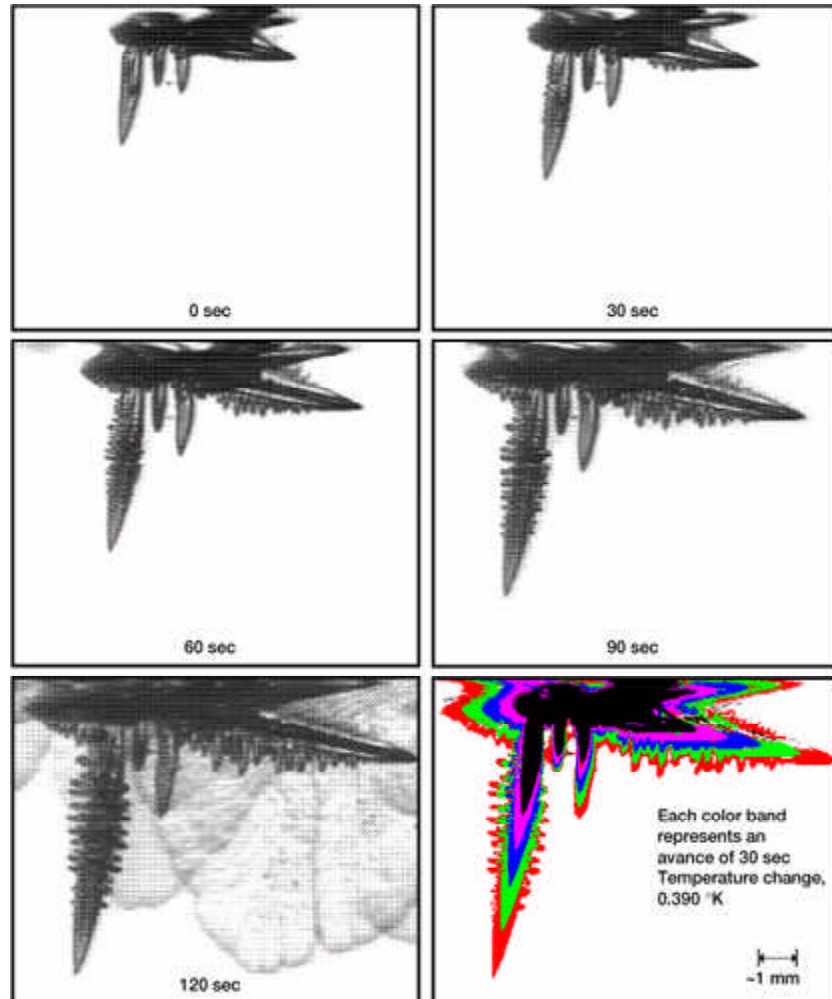 0 sec
30 sec
60 sec
90 sec
120 sec
Each color band
represents an
avance of 30 sec
Temperature change,
0.390 °K
~1 mm